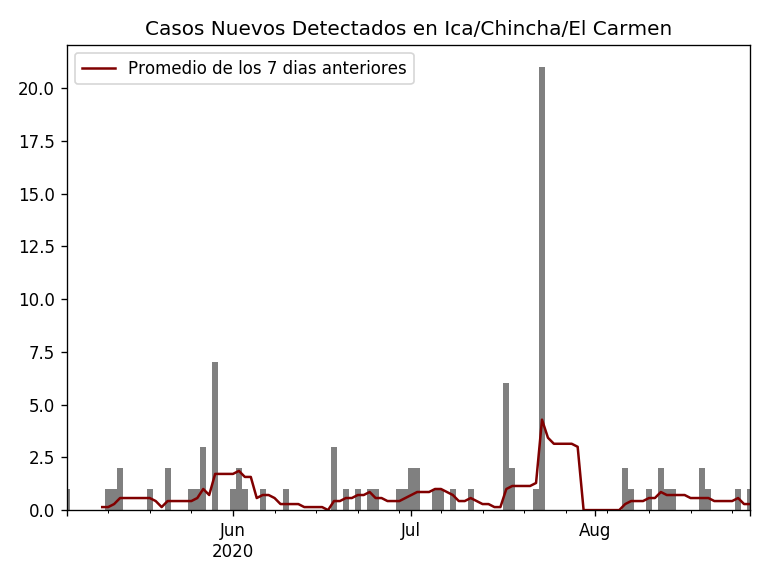 Casos Nuevos Detectados en Ica/Chincha/El Carmen
Promedio de los 7 dias anteriores
20.0
17.5
15.0
12.5
10.0
7.5
5.0
2.5
0.0
Jun
2020
Jul
Aug